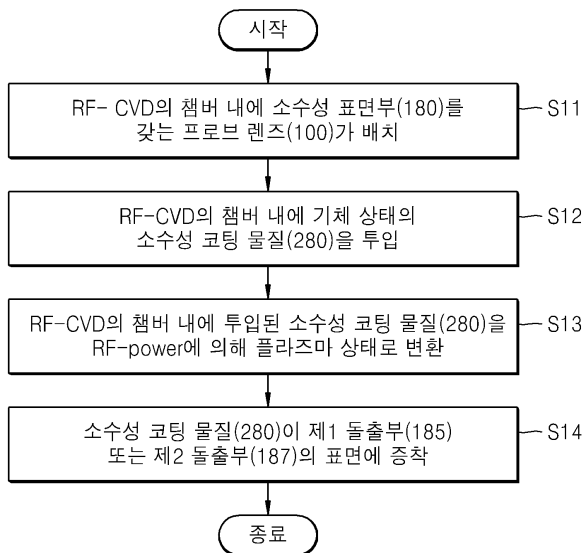 시작
RF- CVD의 챔버 내에 소수성 표면부(180)를
갖는 프로브 렌즈(100)가 배치
S11
RF-CVD의 챔버 내에 기체 상태의
소수성 코팅 물질(280)을 투입
S12
RF-CVD의 챔버 내에 투입된 소수성 코팅 물질(280)을
RF-power에 의해 플라즈마 상태로 변환
S13
소수성 코팅 물질(280)이 제1 돌출부(185)
또는 제2 돌출부(187)의 표면에 증착
S14
종료